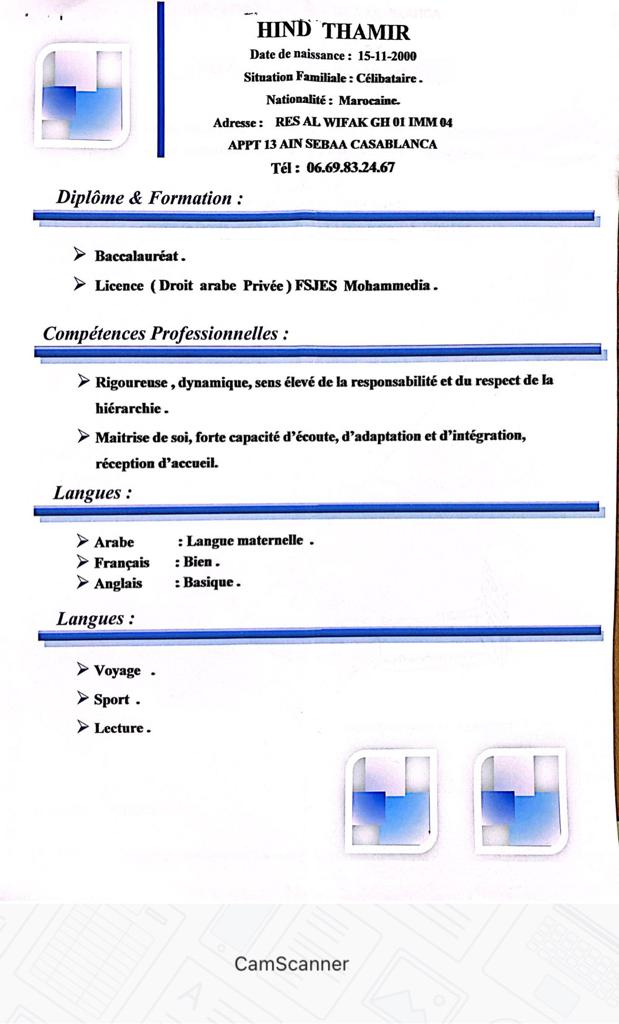 HIND THAMIR
Date de naissance : 15-11-2000
Situation Familiale : Célibataire .
Nationalité : Marocaine.
Adresse : RES AL WIFAK GH 01 IMM 04
APPT 13 AIN SEBAA CASABLANCA
Tél : 06.69.83.24.67
Diplôme & Formation :
➢ Baccalauréat .
➢ Licence ( Droit arabe Privée ) FSJES Mohammedia .
Compétences Professionnelles :
➢ Rigoureuse , dynamique, sens élevé de la responsabilité et du respect de la
hiérarchie .
➢ Maitrise de soi, forte capacité d'écoute, d'adaptation et d'intégration,
réception d'accueil.
Langues :
➢ Arabe : Langue maternelle .
➢ Français : Bien .
➢ Anglais : Basique .
Langues :
➢ Voyage .
➢ Sport .
➢ Lecture .
CamScanner